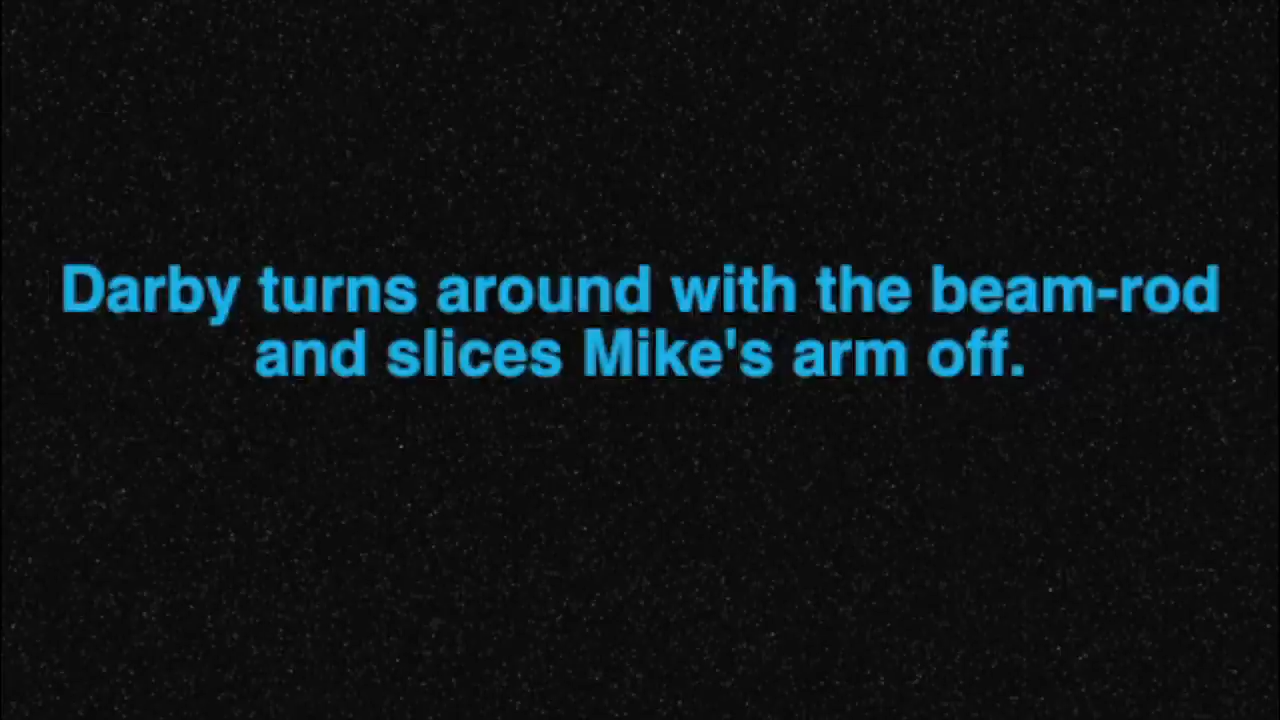 Darby turns around with the beam-rod
and slices Mike's arm off.